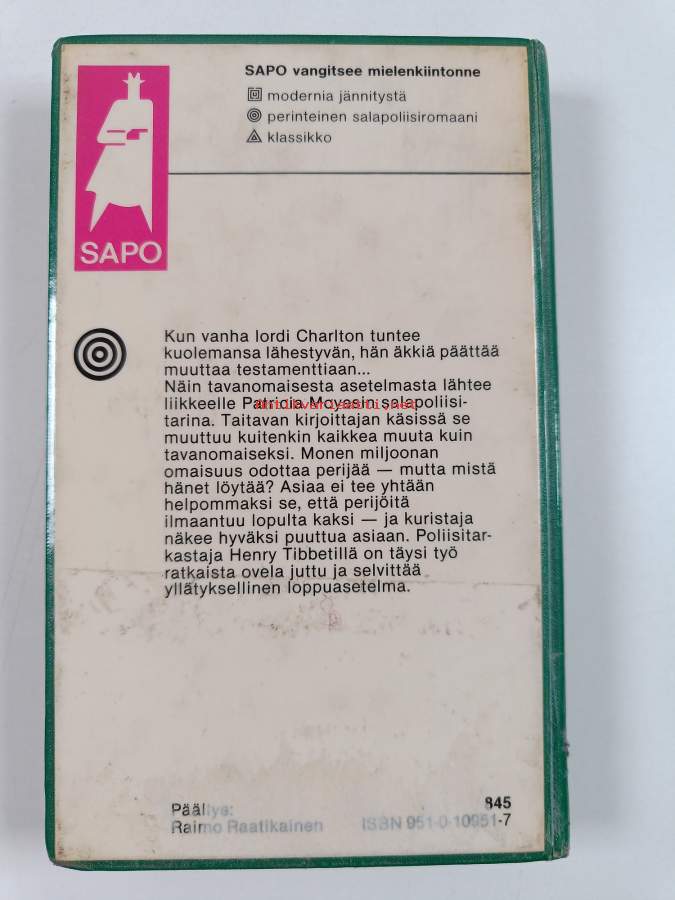 SAPO vangitsee mielenkiintonne
modernia jännitystä
perinteinen salapoliisiromaani
klassikko
SAPO
Kun vanha lordi Charlton tuntee
kuolemansa lähestyvän, hän äkkiä päättää
muuttaa testamenttiaan...
Näin tavanomaisesta asetelmasta lähtee
liikkeelle Patricia Moyesin salapoliisi-
tarina. Taitavan kirjoittajan käsissä se
muuttuu kuitenkin kaikkea muuta kuin
tavanomaiseksi. Monen miljoonan
omaisuus odottaa perijää — mutta mistä
hänet löytää? Asiaa ei tee yhtään
helpommaksi se, että perijöitä
ilmaantuu lopulta kaksi — ja kuristaja
näkee hyväksi puuttua asiaan. Poliisitar-
kastaja Henry Tibbetillä on täysi työ
ratkaista ovela juttu ja selvittää
yllätyksellinen loppuasetelma.
Antikvariaatti.net
Päällys:
Raimo Raatikainen
845
ISBN 951-0-10951-7